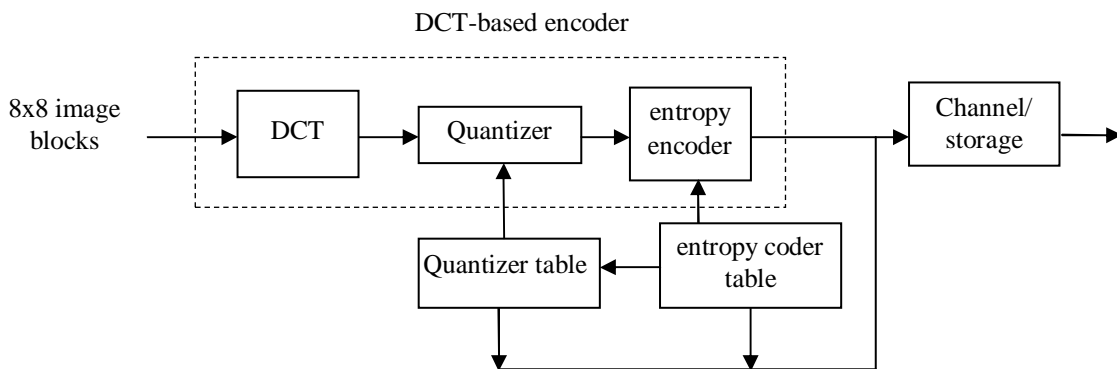 DCT-based encoder
8x8 image
blocks
DCT
Quantizer
entropy
encoder
Channel/
storage
Quantizer table
entropy coder
table